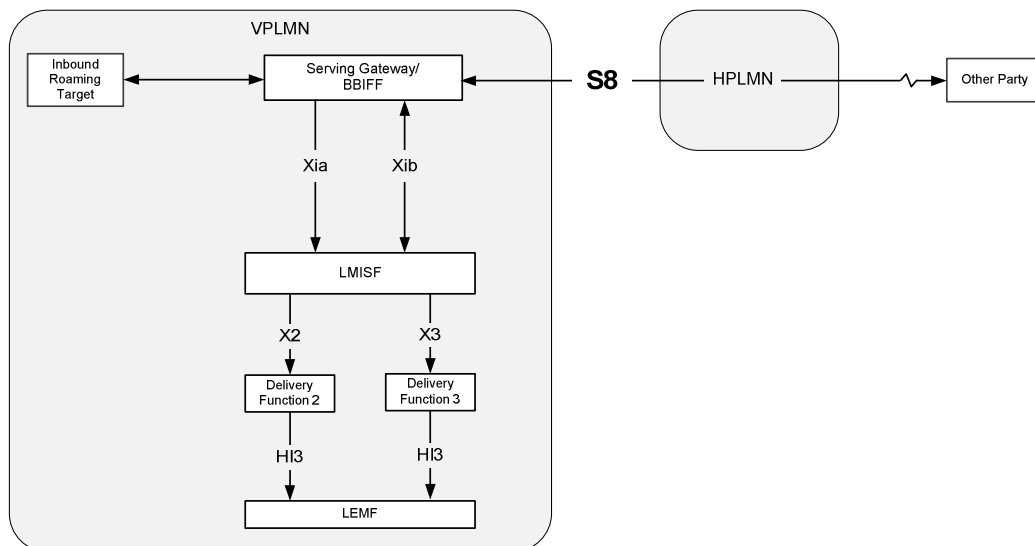 VPLMN
Inbound
Roaming
Target
Serving Gateway/
BBIFF
S8
HPLMN
Other Party
Xia
Xib
LMISF
X2
X3
Delivery
Function 2
Delivery
Function 3
HI3
HI3
LEMF